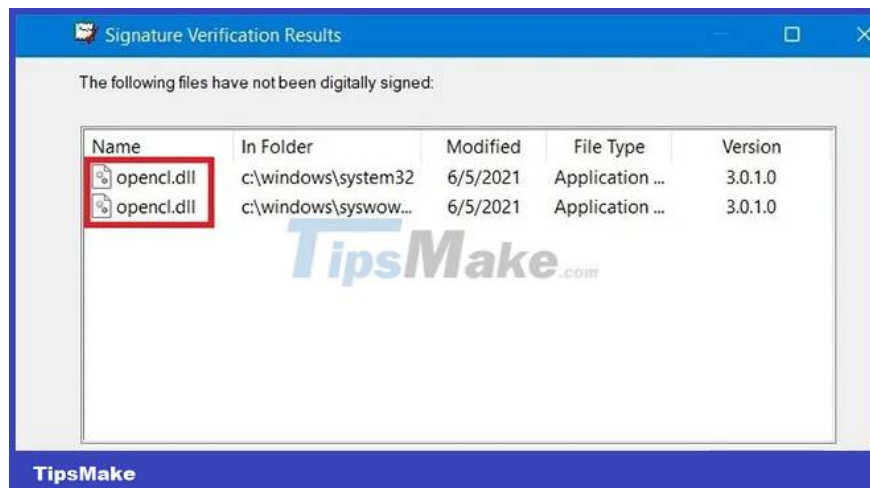 Signature Verification Results
The following files have not been digitally signed:
Name In Folder Modified File Type Version
opencl.dll c:\windows\system32 6/5/2021 Application ... 3.0.1.0
opencl.dll c:\windows\syswow... 6/5/2021 Application ... 3.0.1.0
TipsMake.com
TipsMake